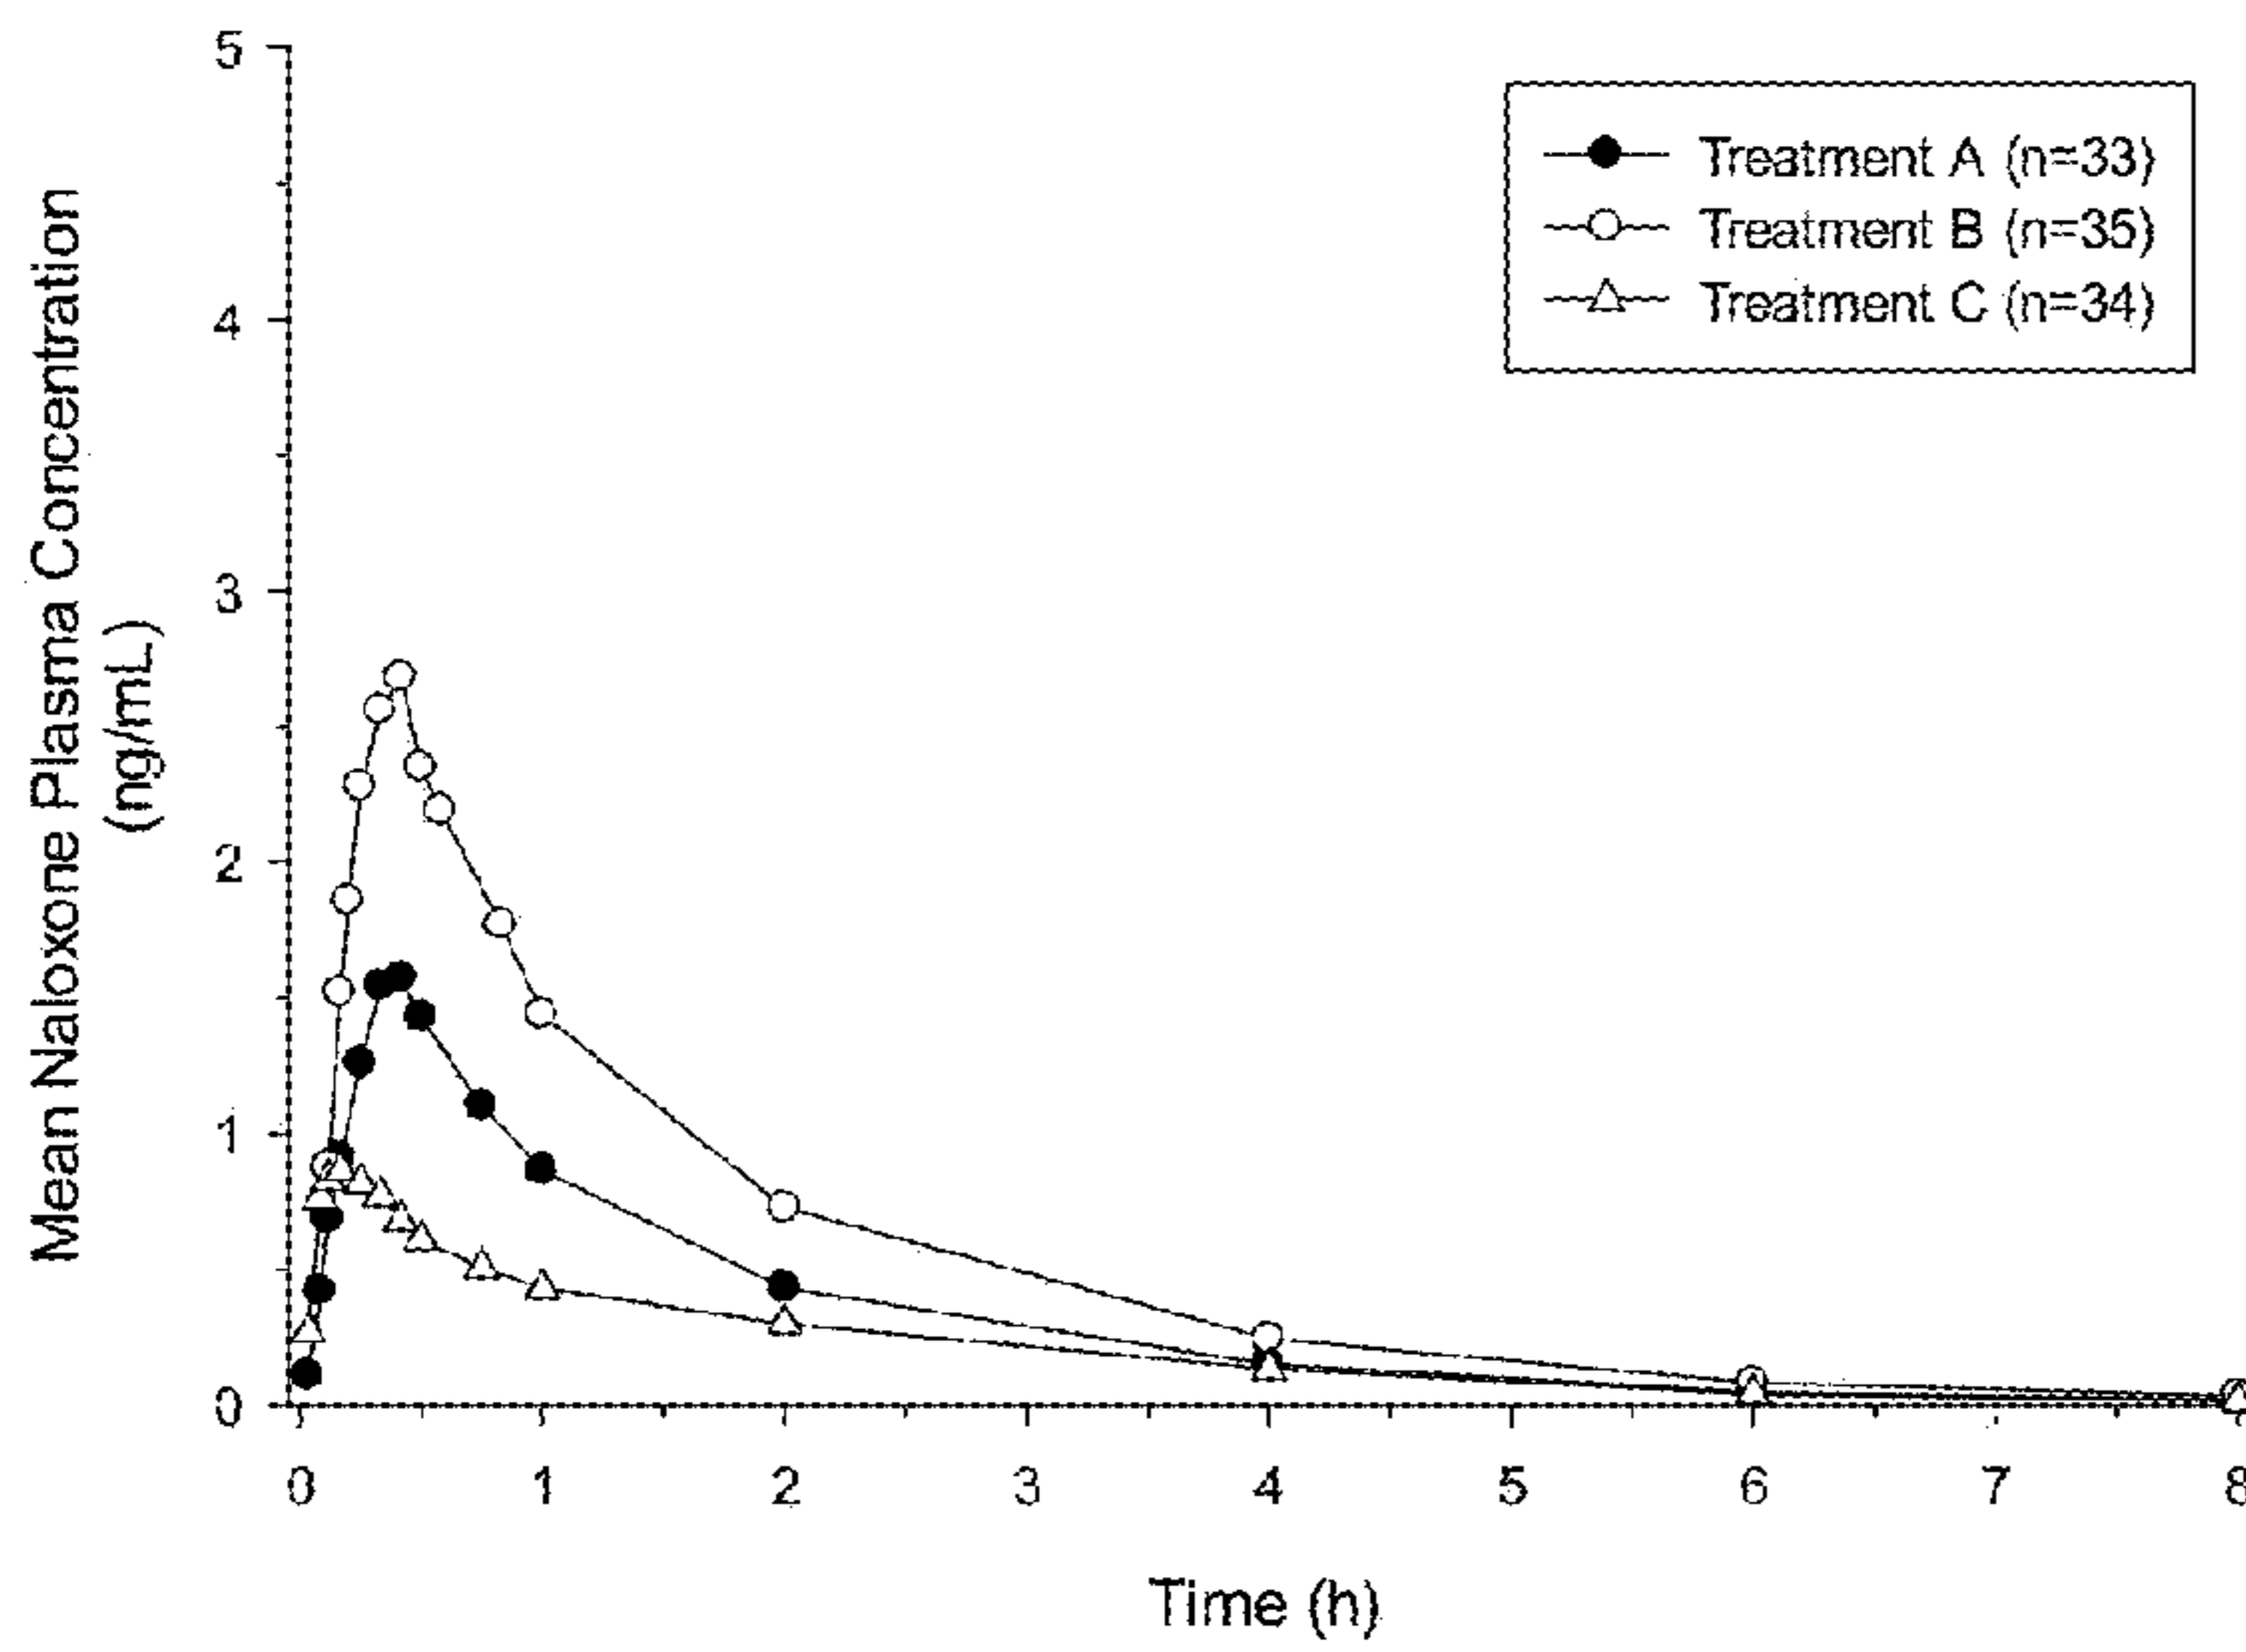 Mean Naloxone Plasma Concentration
(ng/mL)
5
4
3
2
1
0
Treatment A (n=33)
Treatment B (n=35)
Treatment C (n=34)
0 1 2 3 4 5 6 7 8
Time (h)